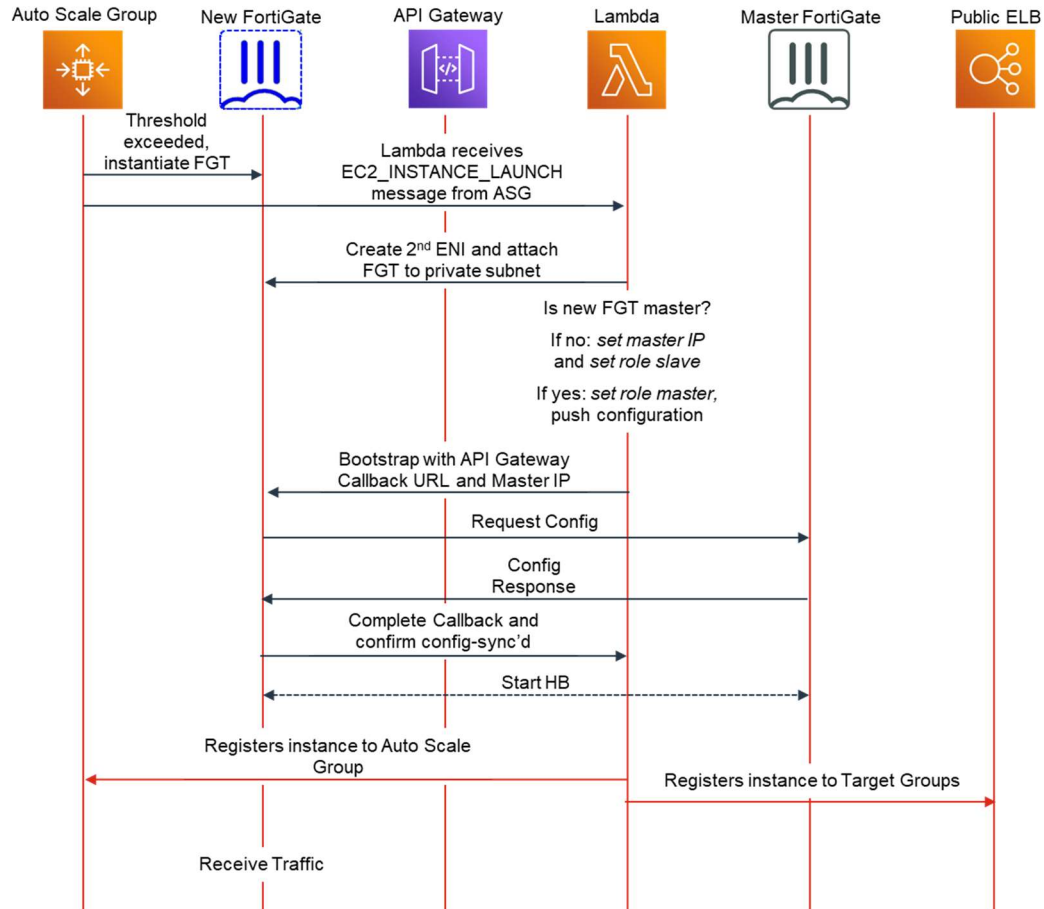 Auto Scale Group
New FortiGate
API Gateway
Lambda
Master FortiGate
Public ELB
</>
Threshold
exceeded,
instantiate FGT
Lambda receives
EC2_INSTANCE_LAUNCH
message from ASG
Create 2nd ENI and attach
FGT to private subnet
Is new FGT master?
If no: set master IP
and set role slave
If yes: set role master,
push configuration
Bootstrap with API Gateway
Callback URL and Master IP
Request Config
Config
Response
Complete Callback and
confirm config-sync’d
Start HB
Registers instance to Auto Scale
Group
Registers instance to Target Groups
Receive Traffic